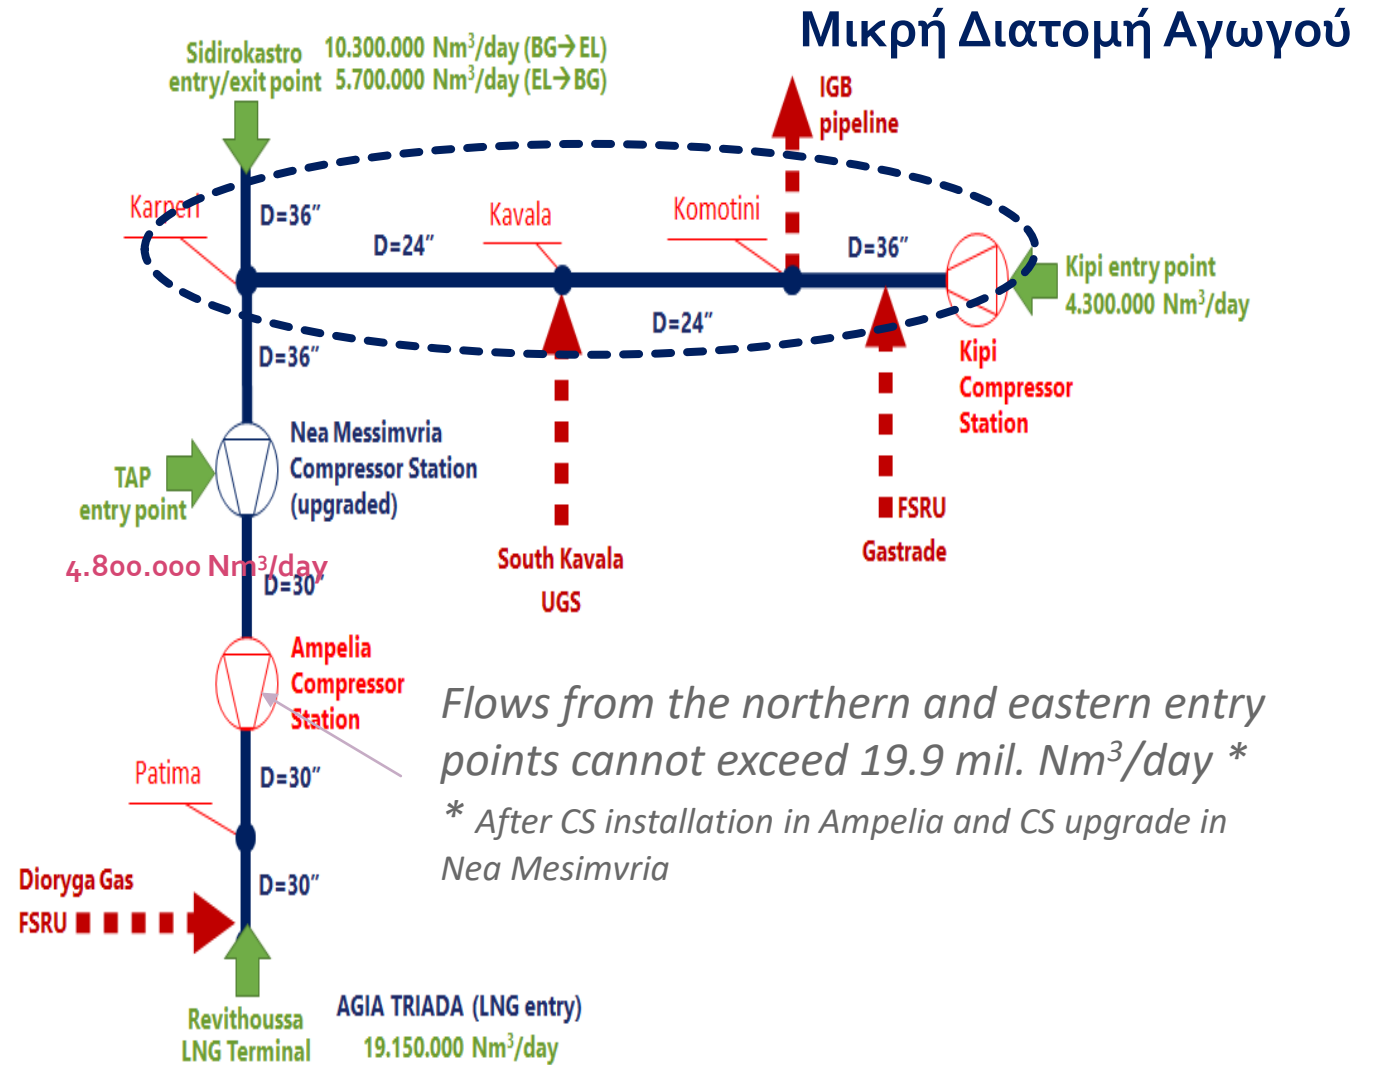 Μικρή Διατομή Αγωγού
Sidirokastro
entry/exit point
10.300.000 Nm³/day (BG→EL)
5.700.000 Nm³/day (EL→BG)
IGB
pipeline
Karperi
D=36”
D=24”
Kavala
Komotini
D=36”
Kipi entry point
4.300.000 Nm³/day
D=24”
D=36”
Kipi
Compressor
Station
Nea Messimvria
Compressor Station
(upgraded)
TAP
entry point
4.800.000 Nm³/day
D=30”
South Kavala
UGS
FSRU
Gastrade
Ampelia
Compressor
Station
Flows from the northern and eastern entry
points cannot exceed 19.9 mil. Nm³/day *
* After CS installation in Ampelia and CS upgrade in
Nea Mesimvria
Patima
D=30”
Dioryga Gas
FSRU
D=30”
Revithoussa
LNG Terminal
AGIA TRIADA (LNG entry)
19.150.000 Nm³/day